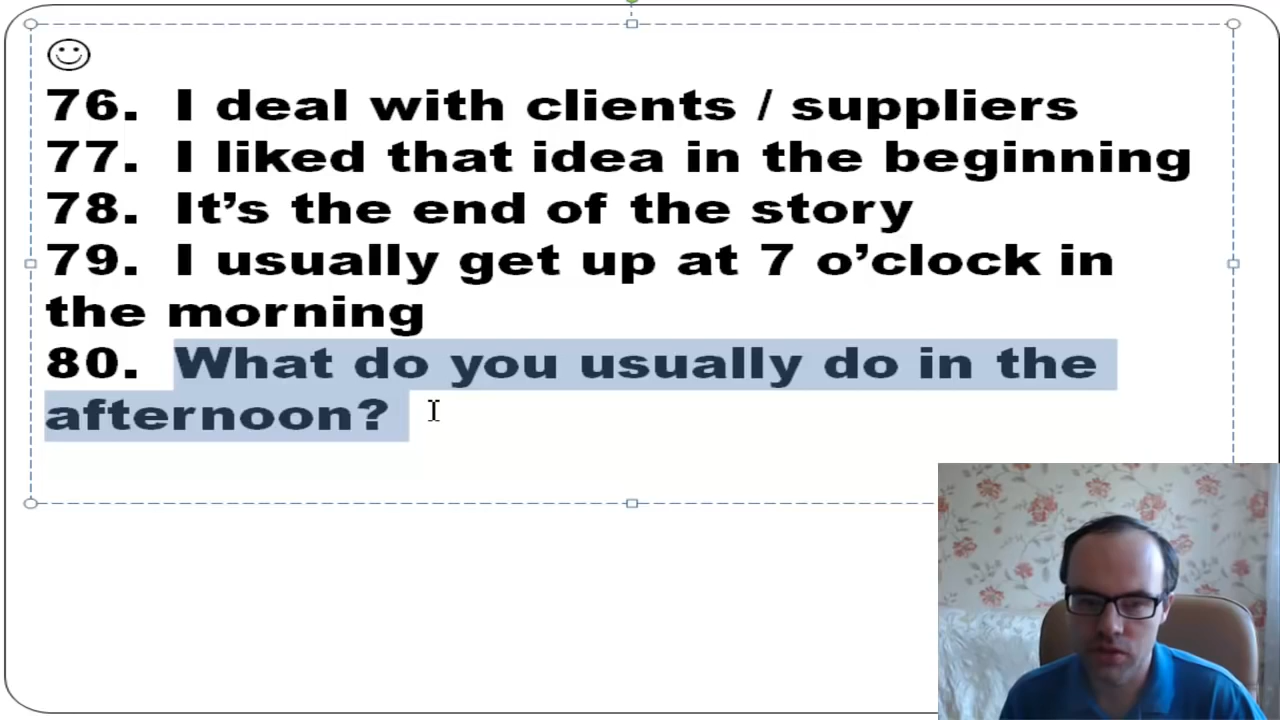 76. I deal with clients / suppliers
77. I liked that idea in the beginning
78. It’s the end of the story
79. I usually get up at 7 o’clock in
the morning
80. What do you usually do in the
afternoon?